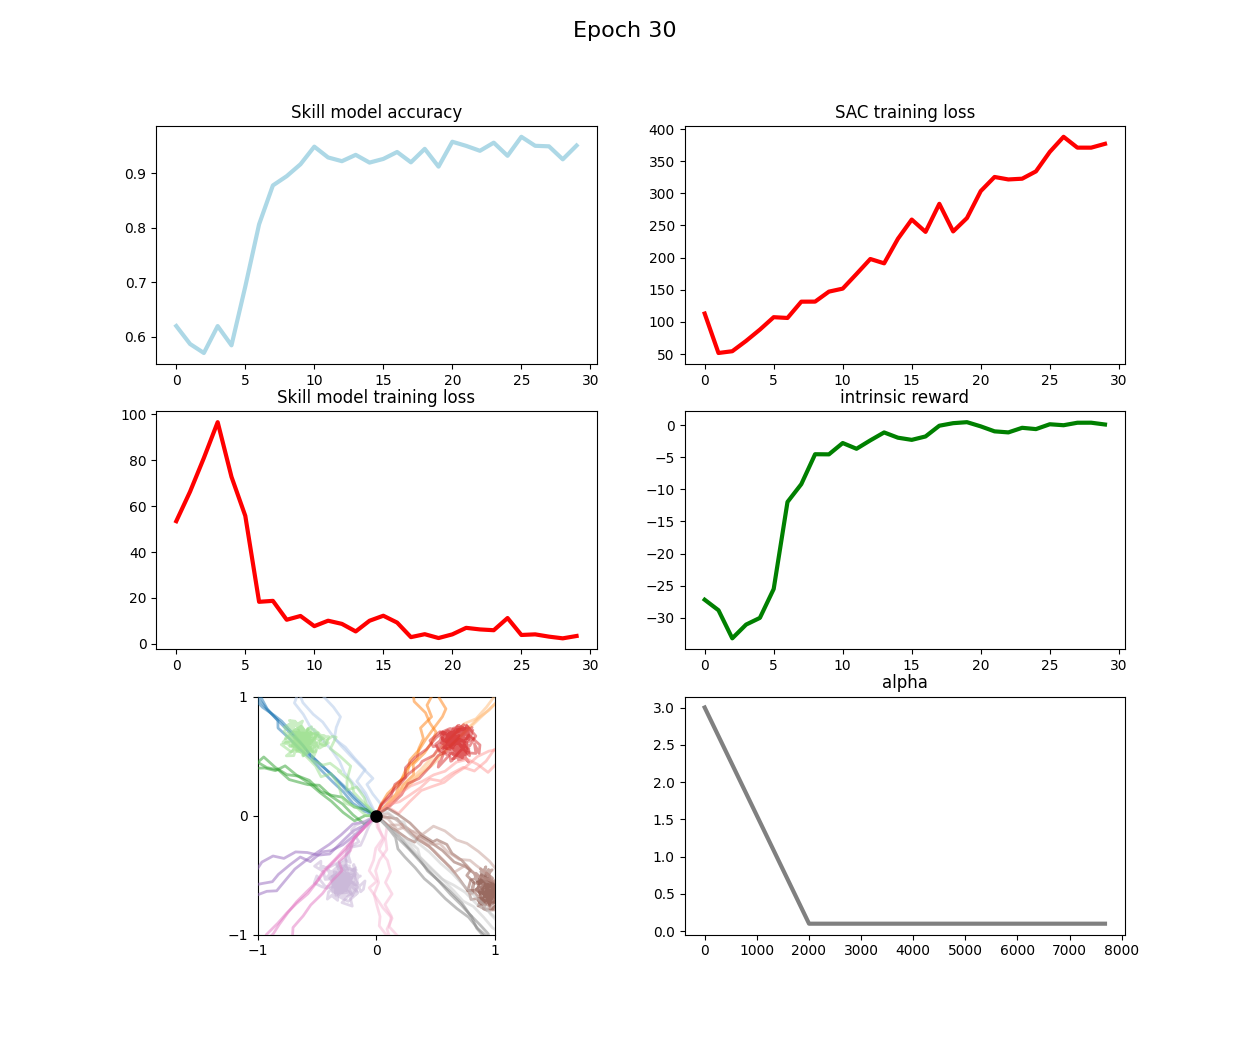 Epoch 30
Skill model accuracy
0.9
0.8
0.7
0.6
0 5 10 15 20 25 30
SAC training loss
400
350
300
250
200
150
100
50
0 5 10 15 20 25 30
Skill model training loss
100
80
60
40
20
0
0 5 10 15 20 25 30
intrinsic reward
0
−5
−10
−15
−20
−25
−30
0 5 10 15 20 25 30
1
0
−1
−1 0 1
alpha
3.0
2.5
2.0
1.5
1.0
0.5
0.0
0 1000 2000 3000 4000 5000 6000 7000 8000